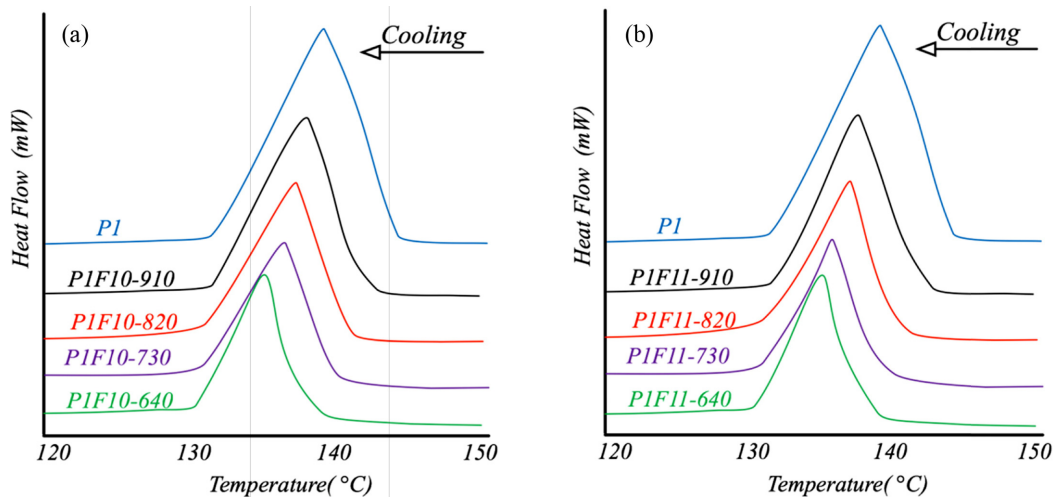 (a)
Cooling
Heat Flow (mW)
P1
P1F10-910
P1F10-820
P1F10-730
P1F10-640
120 130 140 150
Temperature( °C)
(b)
Cooling
Heat Flow (mW)
P1
P1F11-910
P1F11-820
P1F11-730
P1F11-640
120 130 140 150
Temperature( °C)